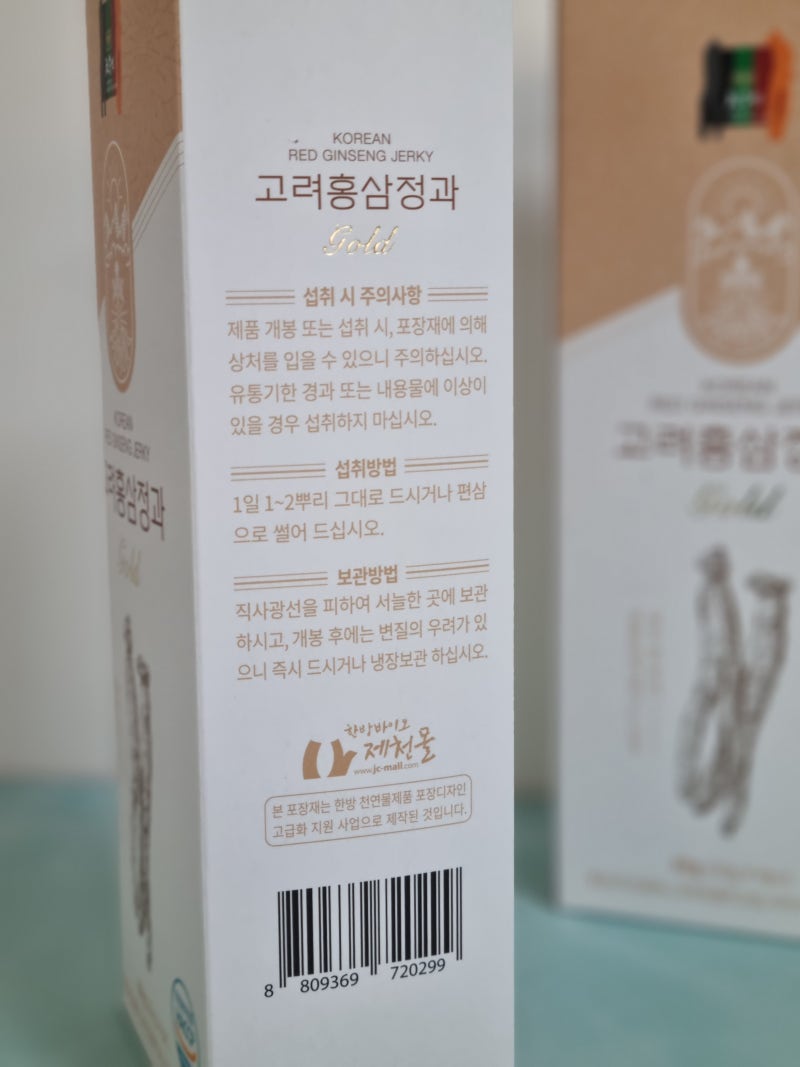 KOREAN
RED GINSENG JERKY
고려홍삼정과
Gold
섭취 시 주의사항
제품 개봉 또는 섭취 시, 포장재에 의해
상처를 입을 수 있으니 주의하십시오.
유통기한 경과 또는 내용물에 이상이
있을 경우 섭취하지 마십시오.
섭취방법
1일 1~2뿌리 그대로 드시거나 편삼
으로 썰어 드십시오.
보관방법
직사광선을 피하여 서늘한 곳에 보관
하시고, 개봉 후에는 변질의 우려가 있
으니 즉시 드시거나 냉장보관 하십시오.
한방바이오
제천몰
www.jc-mall.com
본 포장재는 한방 천연물제품 포장디자인
고급화 지원 사업으로 제작된 것입니다.
8 809369 720299
KOREAN
RED GINSENG JERKY
고려홍삼정과
Gold
고려홍삼정
Gold